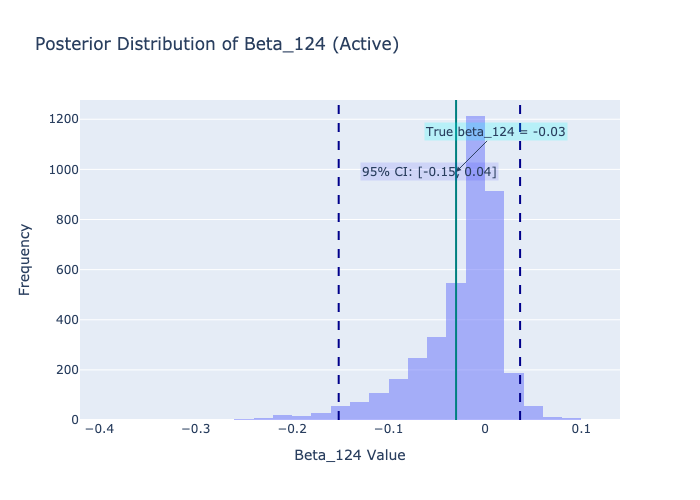 Posterior Distribution of Beta_124 (Active)
1200
True beta_124 = -0.03
1000
95% CI: [-0.15, 0.04]
800
600
400
200
0
Frequency
−0.4 −0.3 −0.2 −0.1 0 0.1
Beta_124 Value